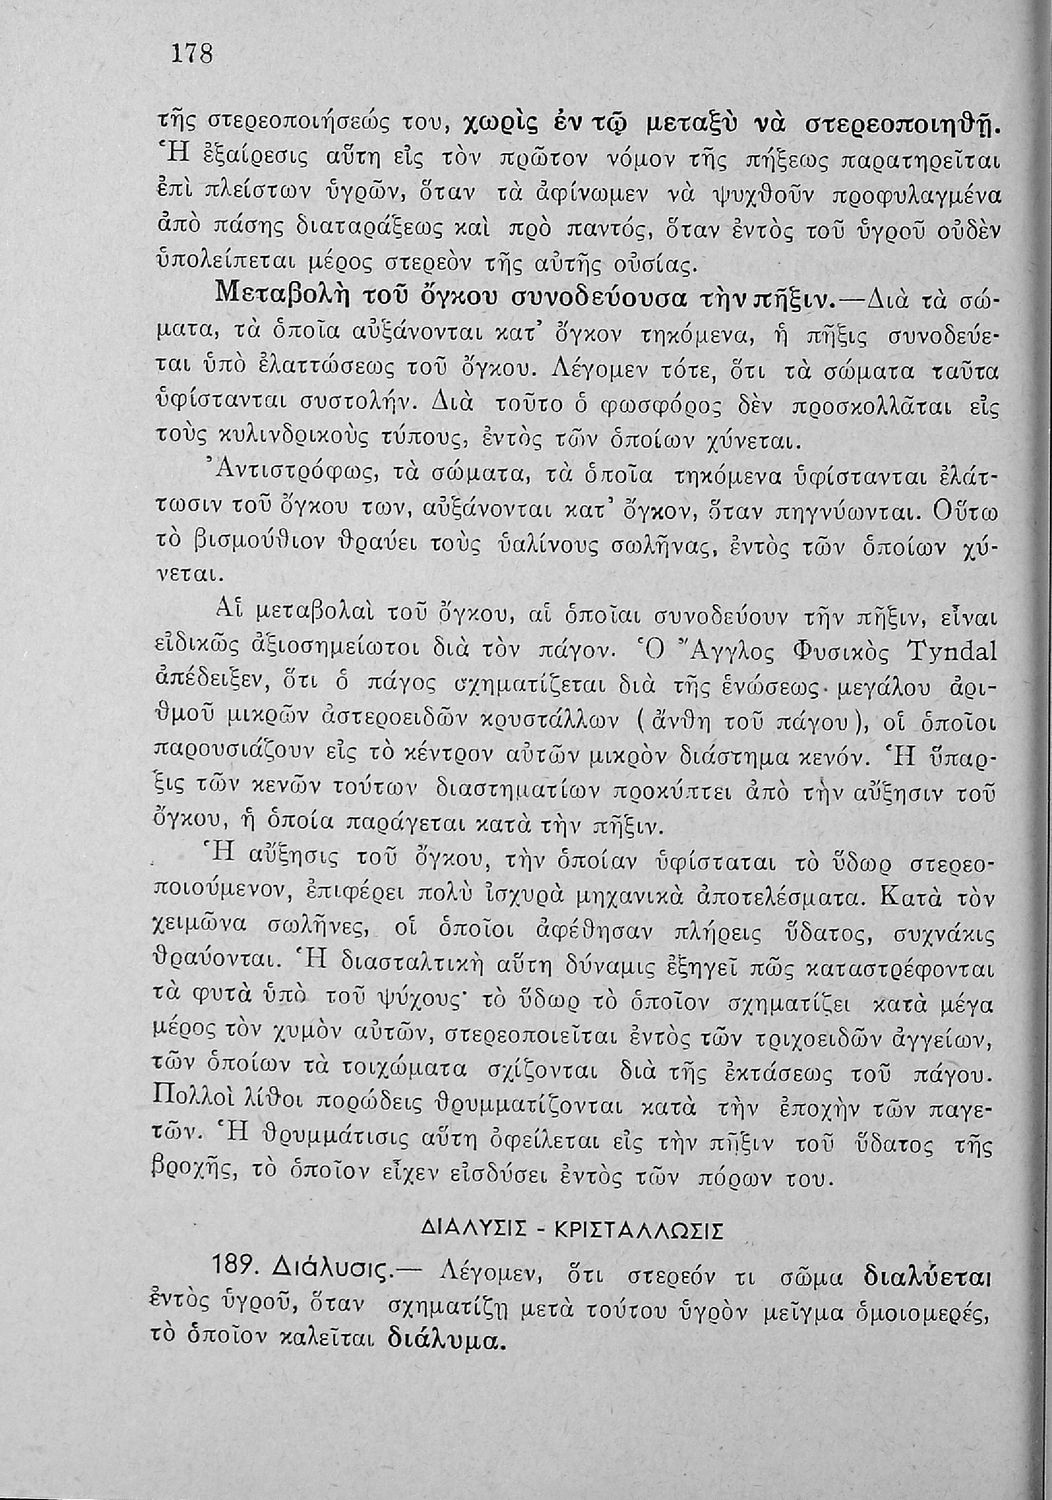 178
τῆς στερεοποιήσεώς του, χωρὶς ἐν τῷ μεταξὺ νὰ στερεοποιηθῇ.
Ἡ ἐξαίρεσις αὕτη εἰς τὸν πρῶτον νόμον τῆς πήξεως παρατηρεῖται
ἐπὶ πλείστων ὑγρῶν, ὅταν τὰ ἀφίνωμεν νὰ ψυχθοῦν προφυλαγμένα
ἀπὸ πάσης διαταράξεως καὶ πρὸ παντός, ὅταν ἐντὸς τοῦ ὑγροῦ οὐδὲν
ὑπολείπεται μέρος στερεὸν τῆς αὐτῆς οὐσίας.
Μεταβολὴ τοῦ ὄγκου συνοδεύουσα τὴν πῆξιν.—Διὰ τὰ σώ-
ματα, τὰ ὁποῖα αὐξάνονται κατ’ ὄγκον τηκόμενα, ἡ πῆξις συνοδεύε-
ται ὑπὸ ἐλαττώσεως τοῦ ὄγκου. Λέγομεν τότε, ὅτι τὰ σώματα ταῦτα
ὑφίστανται συστολήν. Διὰ τοῦτο ὁ φωσφόρος δὲν προσκολλᾶται εἰς
τοὺς κυλινδρικοὺς τύπους, ἐντὸς τῶν ὁποίων χύνεται.
Ἀντιστρόφως, τὰ σώματα, τὰ ὁποῖα τηκόμενα ὑφίστανται ἐλάτ-
τωσιν τοῦ ὄγκου των, αὐξάνονται κατ’ ὄγκον, ὅταν πηγνύωνται. Οὕτω
τὸ βισμούθιον θραύει τοὺς ὑαλίνους σωλῆνας, ἐντὸς τῶν ὁποίων χύ-
νεται.
Αἱ μεταβολαὶ τοῦ ὄγκου, αἱ ὁποῖαι συνοδεύουν τὴν πῆξιν, εἶναι
εἰδικῶς ἀξιοσημείωτοι διὰ τὸν πάγον. Ὁ Ἄγγλος Φυσικὸς Tyndal
ἀπέδειξεν, ὅτι ὁ πάγος σχηματίζεται διὰ τῆς ἑνώσεως μεγάλου ἀρι-
θμοῦ μικρῶν ἀστεροειδῶν κρυστάλλων (ἄνθη τοῦ πάγου), οἱ ὁποῖοι
παρουσιάζουν εἰς τὸ κέντρον αὐτῶν μικρὸν διάστημα κενόν. Ἡ ὕπαρ-
ξις τῶν κενῶν τούτων διαστηματίων προκύπτει ἀπὸ τὴν αὔξησιν τοῦ
ὄγκου, ἡ ὁποία παράγεται κατὰ τὴν πῆξιν.
Ἡ αὔξησις τοῦ ὄγκου, τὴν ὁποίαν ὑφίσταται τὸ ὕδωρ στερεο-
ποιούμενον, ἐπιφέρει πολὺ ἰσχυρὰ μηχανικὰ ἀποτελέσματα. Κατὰ τὸν
χειμῶνα σωλῆνες, οἱ ὁποῖοι ἀφέθησαν πλήρεις ὕδατος, συχνάκις
θραύονται. Ἡ διασταλτικὴ αὕτη δύναμις ἐξηγεῖ πῶς καταστρέφονται
τὰ φυτὰ ὑπὸ τοῦ ψύχους· τὸ ὕδωρ τὸ ὁποῖον σχηματίζει κατὰ μέγα
μέρος τὸν χυμὸν αὐτῶν, στερεοποιεῖται ἐντὸς τῶν τριχοειδῶν ἀγγείων,
τῶν ὁποίων τὰ τοιχώματα σχίζονται διὰ τῆς ἐκτάσεως τοῦ πάγου.
Πολλοὶ λίθοι πορώδεις θρυμματίζονται κατὰ τὴν ἐποχὴν τῶν παγε-
τῶν. Ἡ θρυμμάτισις αὕτη ὀφείλεται εἰς τὴν πῆξιν τοῦ ὕδατος τῆς
βροχῆς, τὸ ὁποῖον εἶχεν εἰσδύσει ἐντὸς τῶν πόρων του.
ΔΙΑΛΥΣΙΣ - ΚΡΙΣΤΑΛΛΩΣΙΣ
189. Διάλυσις.— Λέγομεν, ὅτι στερεόν τι σῶμα διαλύεται
ἐντὸς ὑγροῦ, ὅταν σχηματίζῃ μετὰ τούτου ὑγρὸν μεῖγμα ὁμοιομερές,
τὸ ὁποῖον καλεῖται διάλυμα.